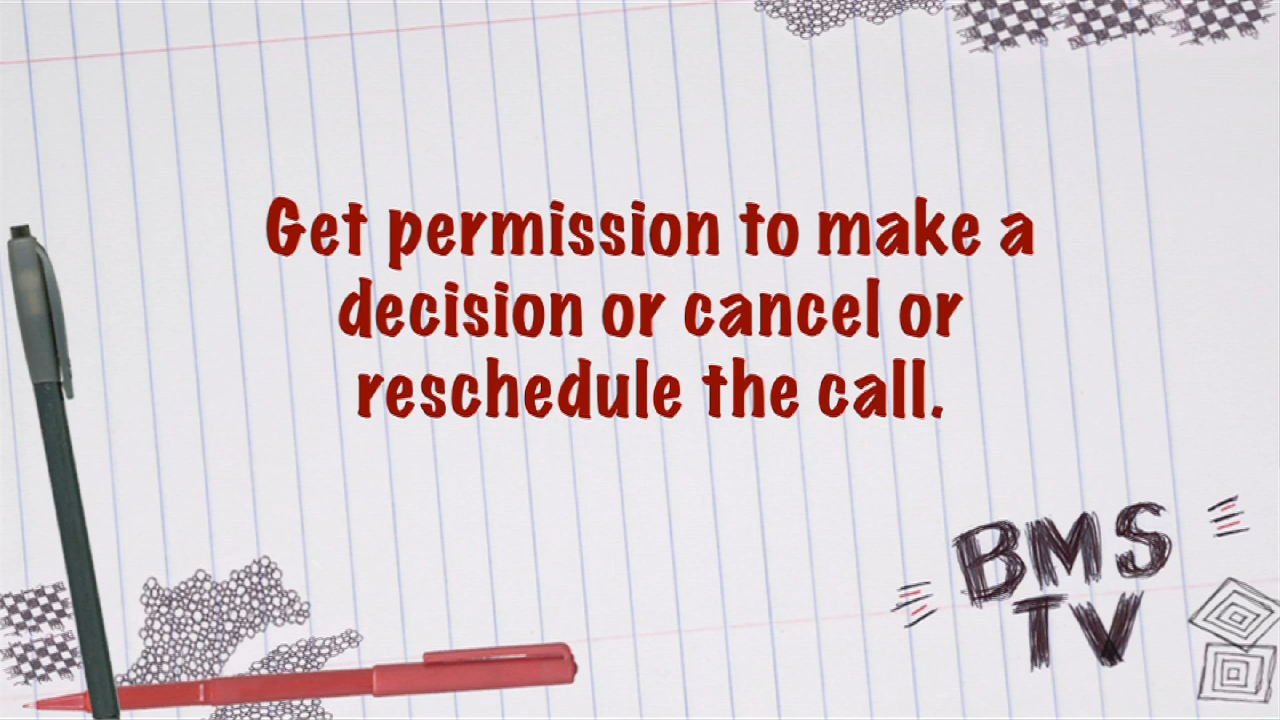 Get permission to make a
decision or cancel or
reschedule the call.
BMS
TV